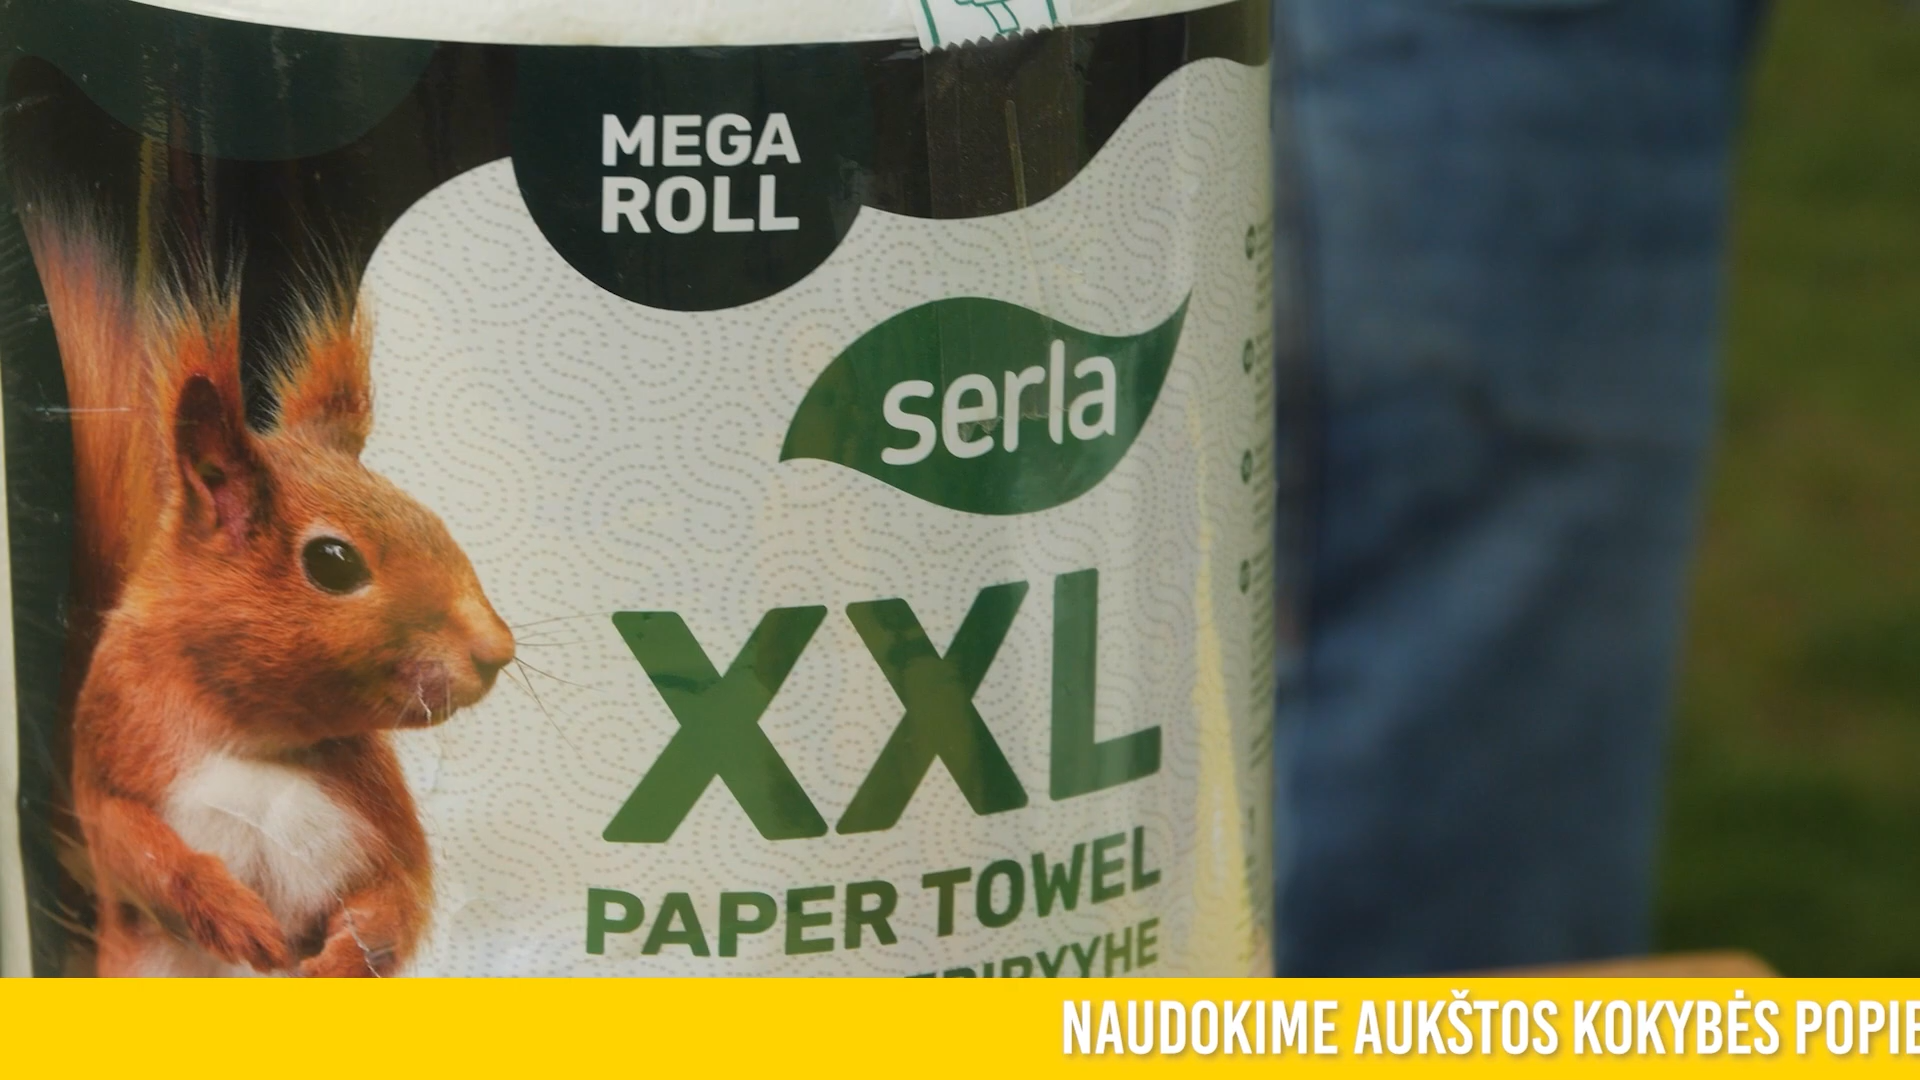 MEGA
ROLL
serla
XXL
PAPER TOWEL
NAUDOKIME AUKŠTOS KOKYBĖS POPIE